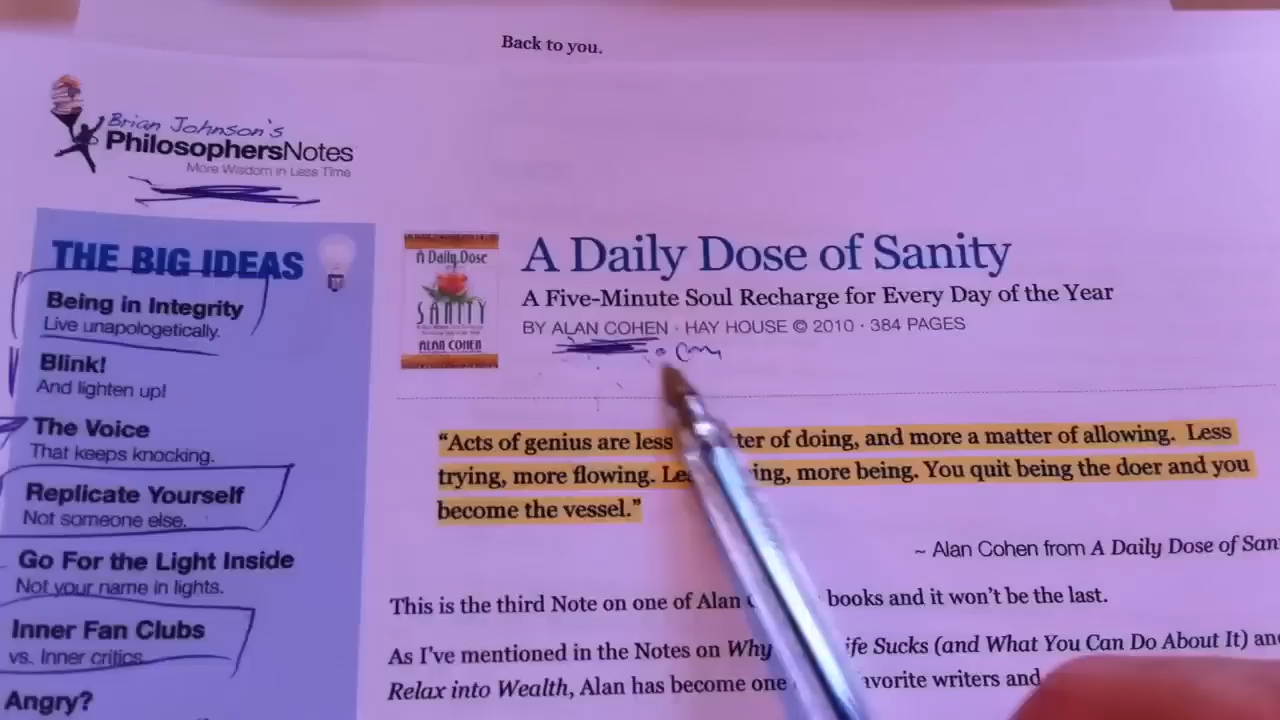 Back to you.
Brian Johnson's
PhilosophersNotes
More Wisdom in Less Time
THE BIG IDEAS
Being in Integrity
Live unapologetically.
Blink!
And lighten up!
The Voice
That keeps knocking.
Replicate Yourself
Not someone else.
Go For the Light Inside
Not your name in lights.
Inner Fan Clubs
vs. Inner critics.
Angry?
A Daily Dose
SANITY
ALAN COHEN
A Daily Dose of Sanity
A Five-Minute Soul Recharge for Every Day of the Year
BY ALAN COHEN · HAY HOUSE © 2010 · 384 PAGES
.com
“Acts of genius are less ter of doing, and more a matter of allowing. Less
trying, more flowing. Le ing, more being. You quit being the doer and you
become the vessel.”
~ Alan Cohen from A Daily Dose of San
This is the third Note on one of Alan books and it won’t be the last.
As I’ve mentioned in the Notes on Why ife Sucks (and What You Can Do About It) and
Relax into Wealth, Alan has become one avorite writers and